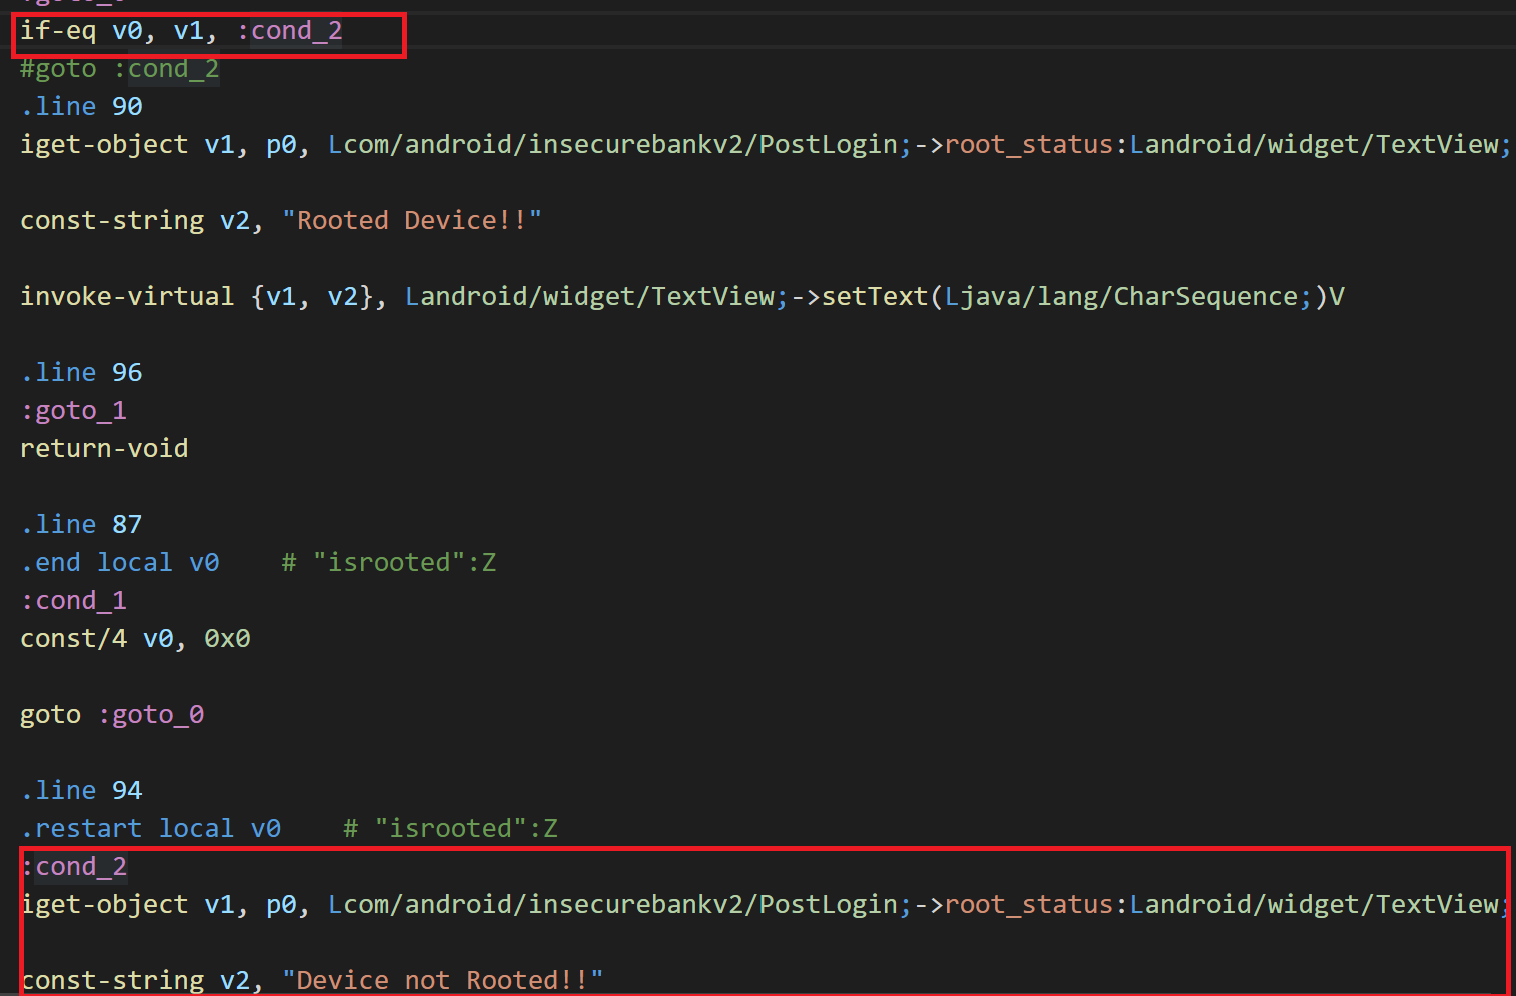 if-eq v0, v1, :cond_2
#goto :cond_2
.line 90
iget-object v1, p0, Lcom/android/insecurebankv2/PostLogin;->root_status:Landroid/widget/TextView;
const-string v2, "Rooted Device!!"
invoke-virtual {v1, v2}, Landroid/widget/TextView;->setText(Ljava/lang/CharSequence;)V
.line 96
:goto_1
return-void
.line 87
.end local v0    # "isrooted":Z
:cond_1
const/4 v0, 0x0
goto :goto_0
.line 94
.restart local v0    # "isrooted":Z
:cond_2
iget-object v1, p0, Lcom/android/insecurebankv2/PostLogin;->root_status:Landroid/widget/TextView;
const-string v2, "Device not Rooted!!"